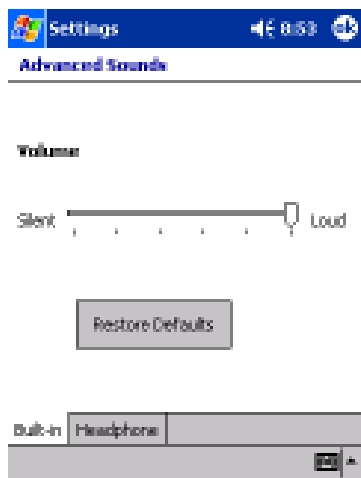 Settings 8:53 ok
Advanced Sounds
Volume
Silent Loud
Restore Defaults
Built-in Headphone